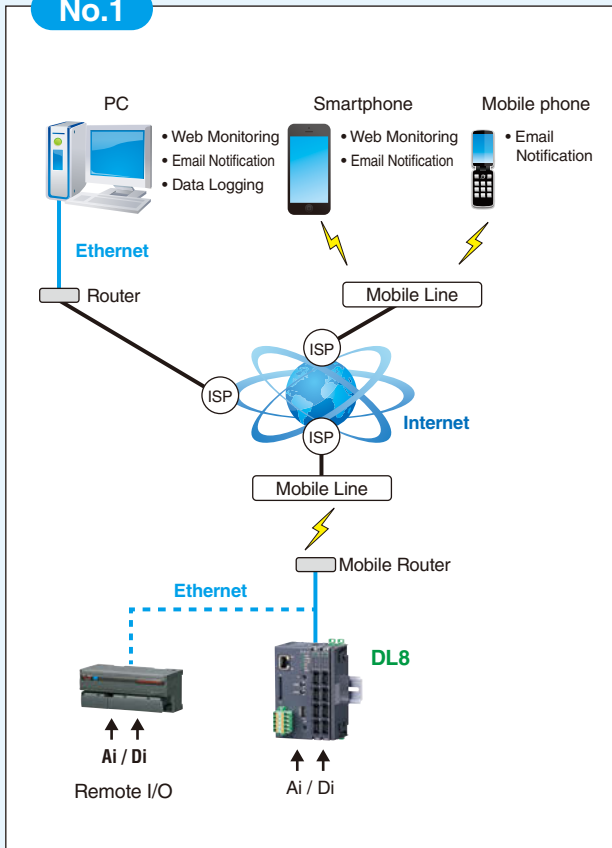 No.1
PC
• Web Monitoring
• Email Notification
• Data Logging
Smartphone
• Web Monitoring
• Email Notification
Mobile phone
• Email
Notification
Ethernet
Router
Mobile Line
ISP
ISP
Internet
ISP
Mobile Line
Mobile Router
Ethernet
DL8
Ai / Di
Remote I/O
Ai / Di